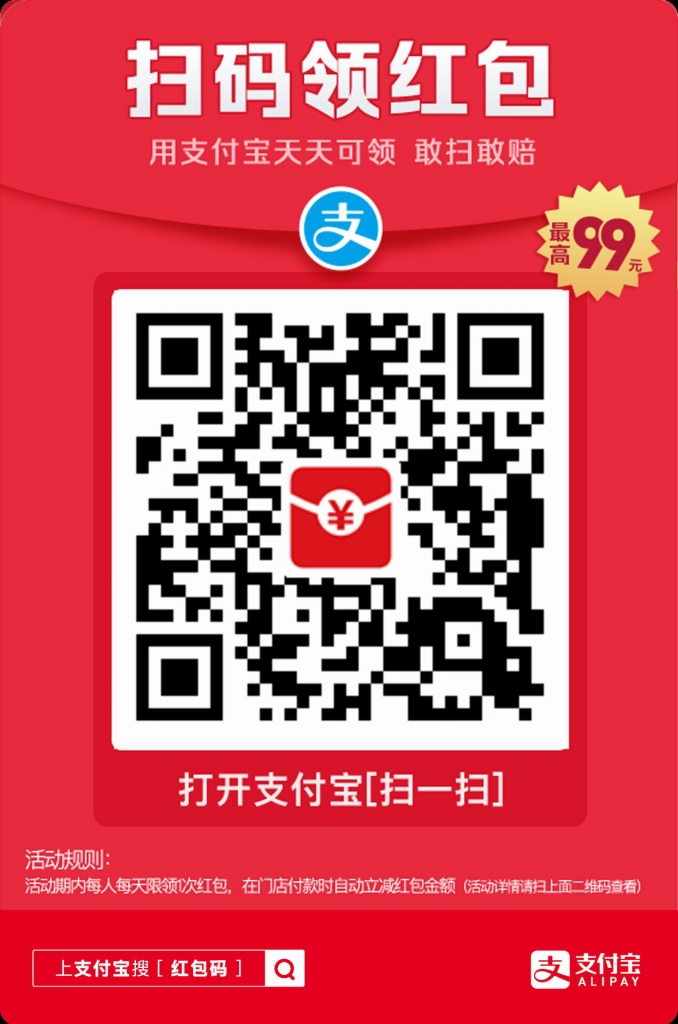 扫码领红包
用支付宝天天可领 敢扫敢赔
支
最高99元
¥
打开支付宝[扫一扫]
活动规则：
活动期内每人每天限领1次红包，在门店付款时自动立减红包金额（活动详情请扫上面二维码查看）
上支付宝搜 [ 红包码 ]
支 支付宝
ALIPAY